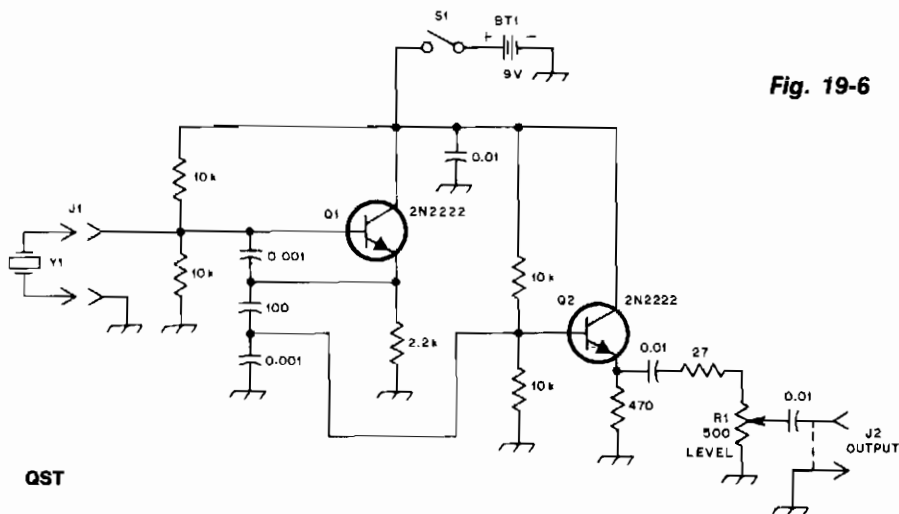 S1
BT1
+ −
9V
Fig. 19-6
0.01
10k
J1
Q1
2N2222
Y1
0.001
10k
10k
Q2
2N2222
100
2.2k
0.01
27
0.001
10k
470
R1
500
LEVEL
0.01
J2
OUTPUT
QST